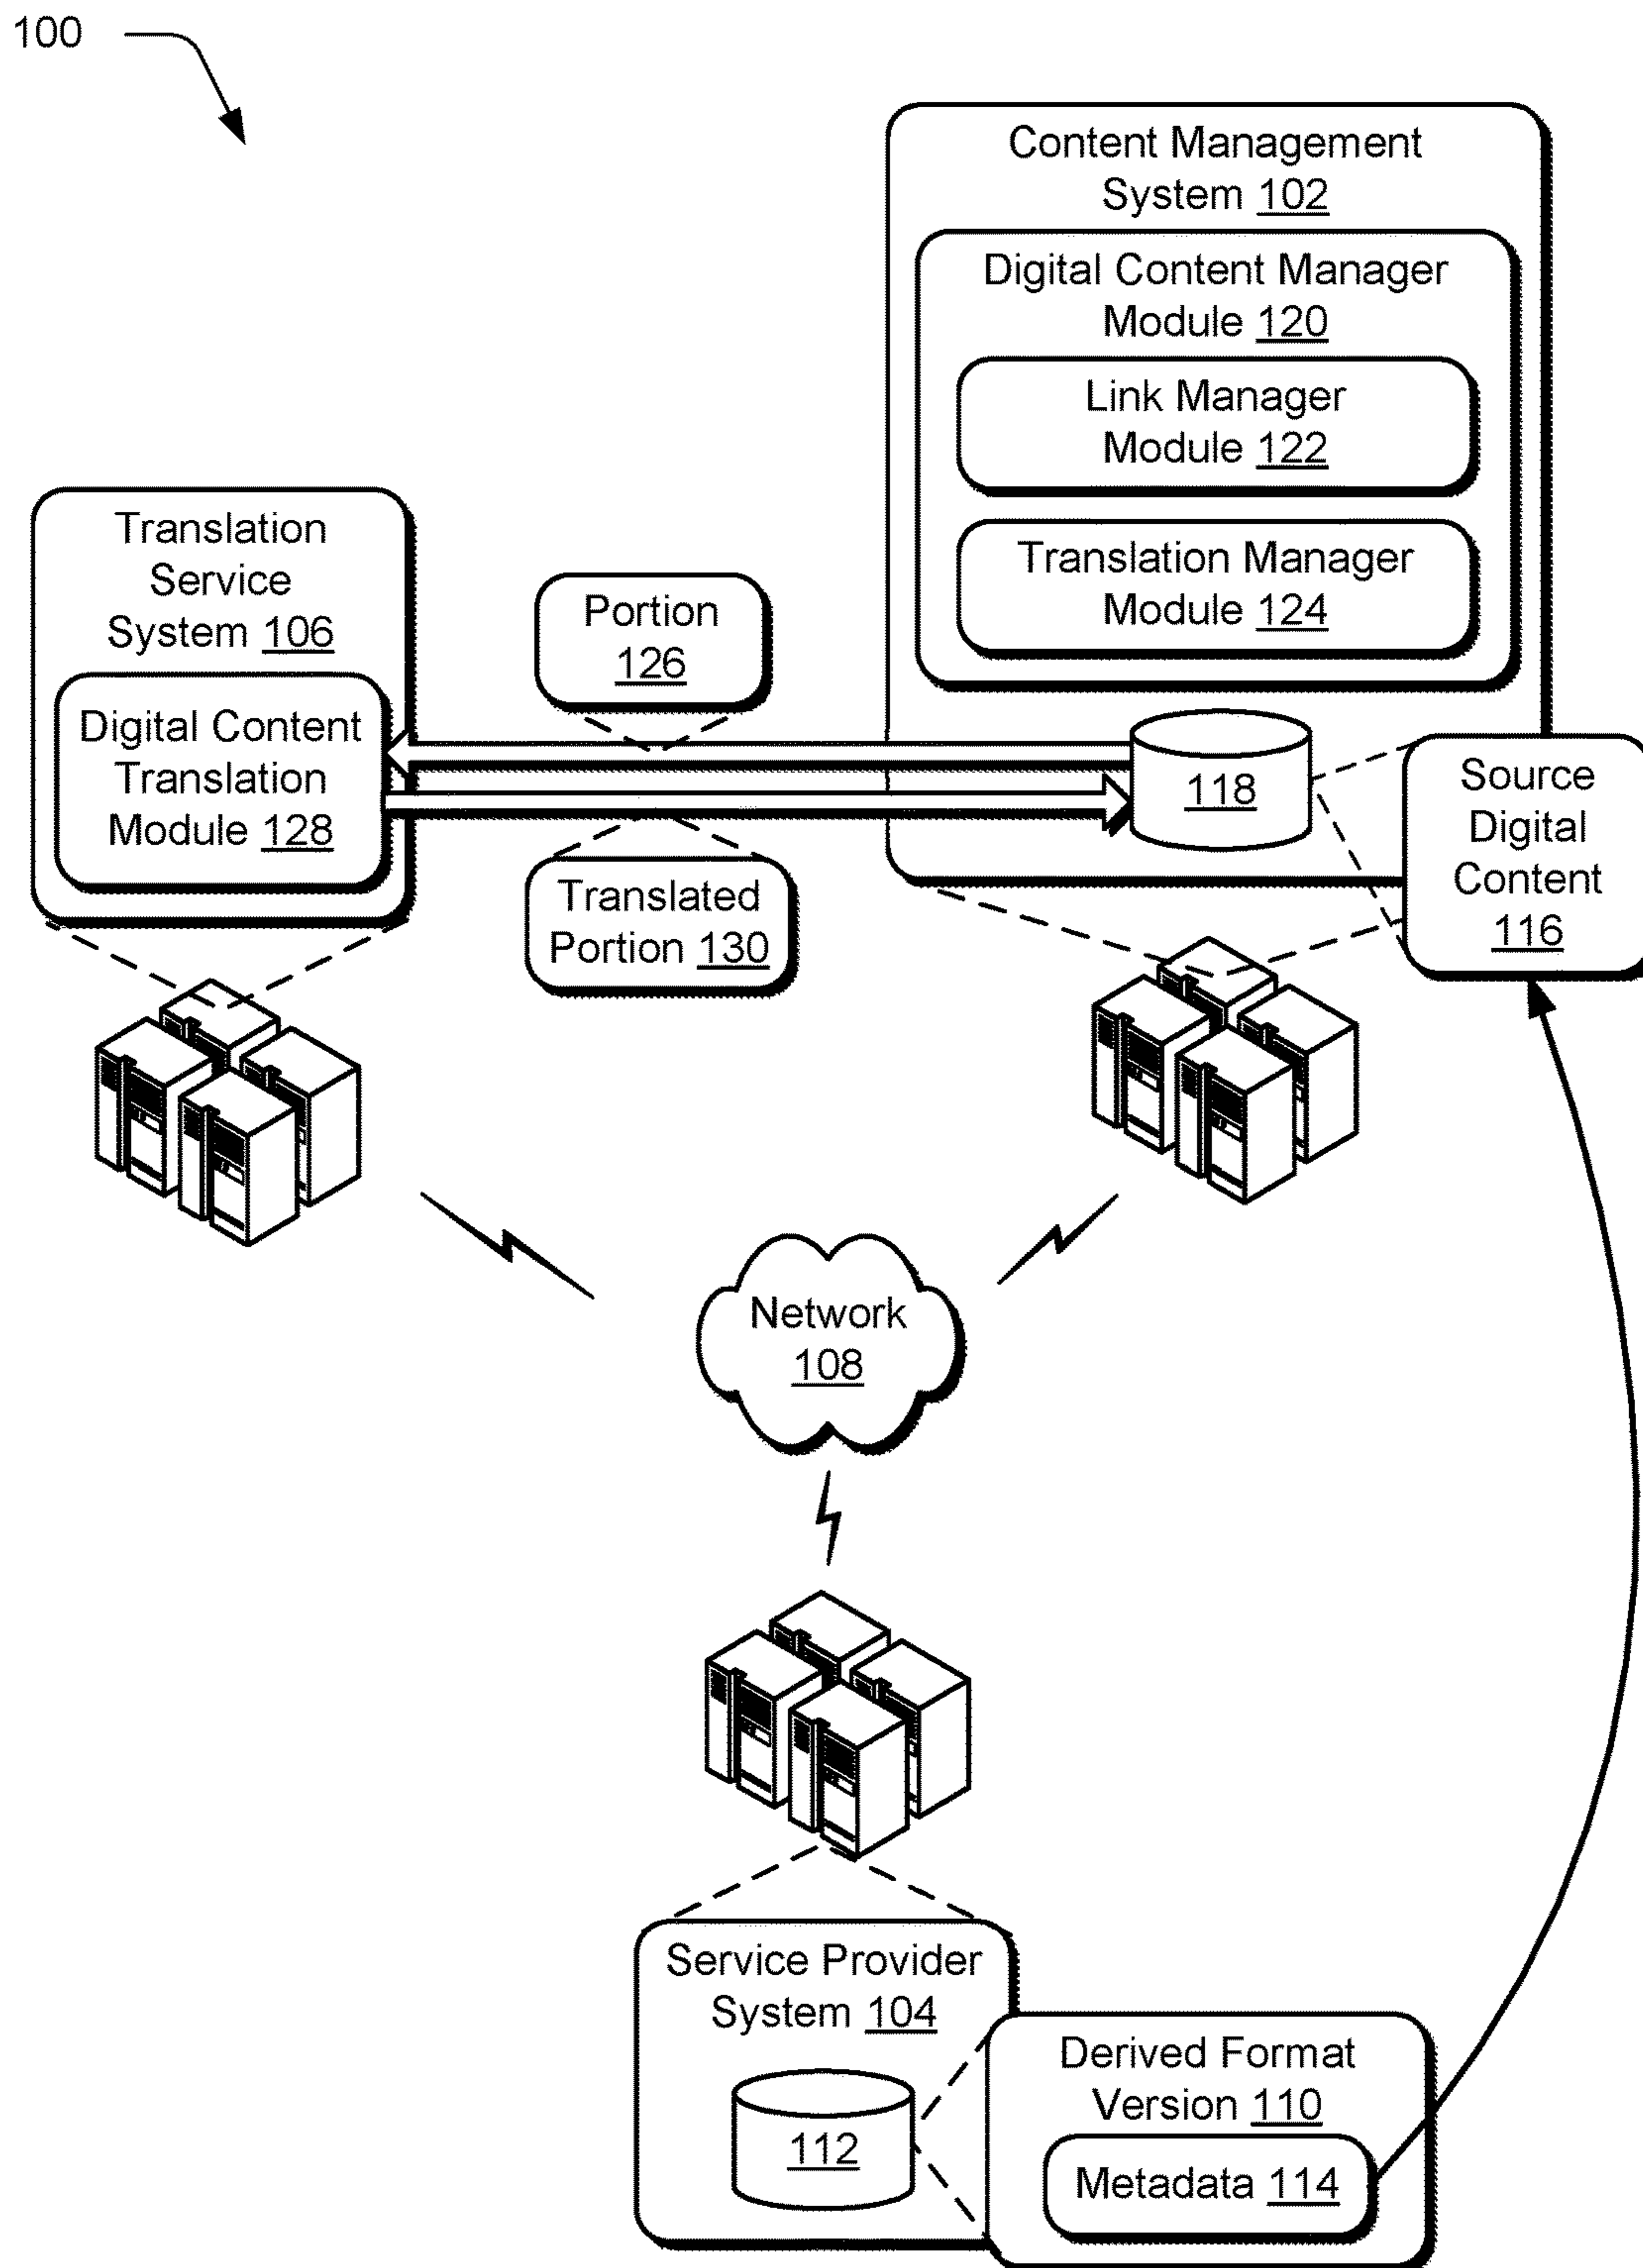 100
Content Management
System 102
Digital Content Manager
Module 120
Link Manager
Module 122
Translation Manager
Module 124
Translation
Service
System 106
Digital Content
Translation
Module 128
Portion
126
Translated
Portion 130
118
Source
Digital
Content
116
Network
108
Service Provider
System 104
112
Derived Format
Version 110
Metadata 114